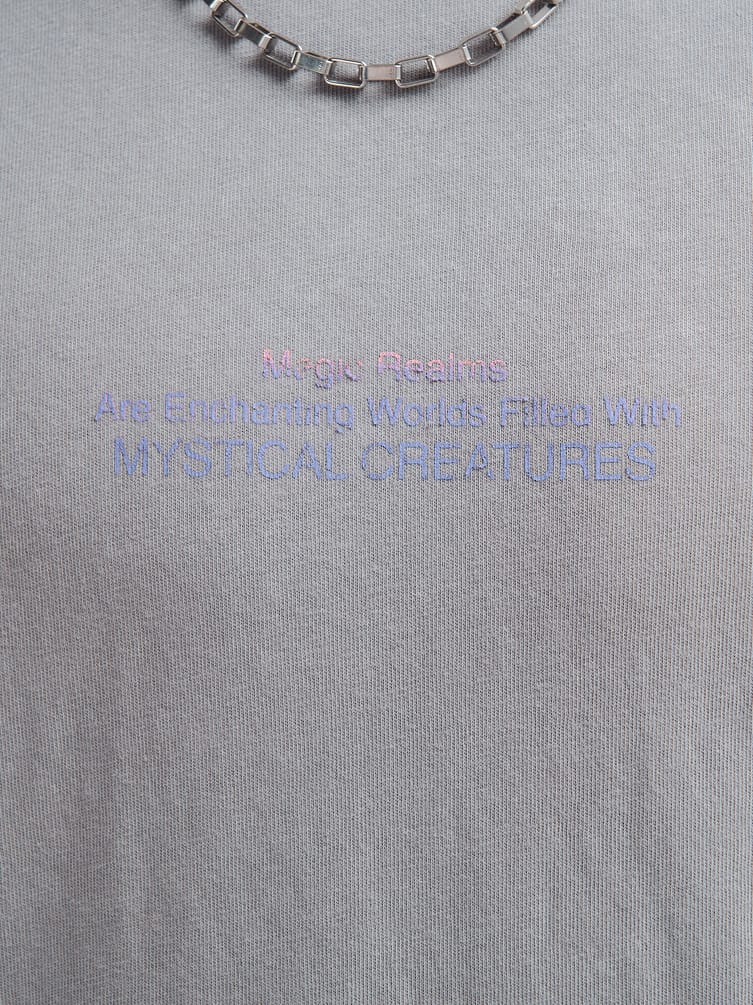 Magic Realms
Are Enchanting Worlds Filled With
MYSTICAL CREATURES